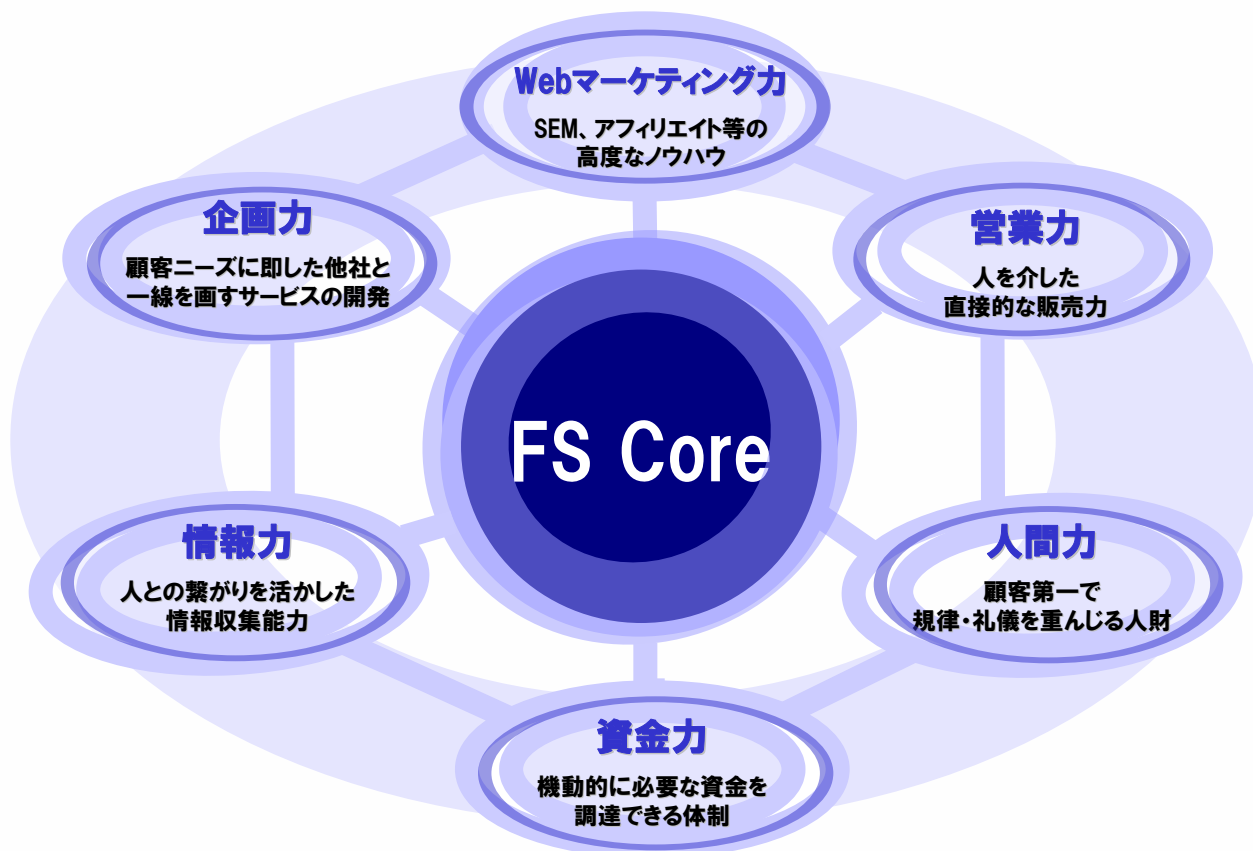 Webマーケティング力
SEM、アフィリエイト等の
高度なノウハウ
企画力
顧客ニーズに即した他社と
一線を画すサービスの開発
営業力
人を介した
直接的な販売力
FS Core
情報力
人との繋がりを活かした
情報収集能力
人間力
顧客第一で
規律・礼儀を重んじる人財
資金力
機動的に必要な資金を
調達できる体制